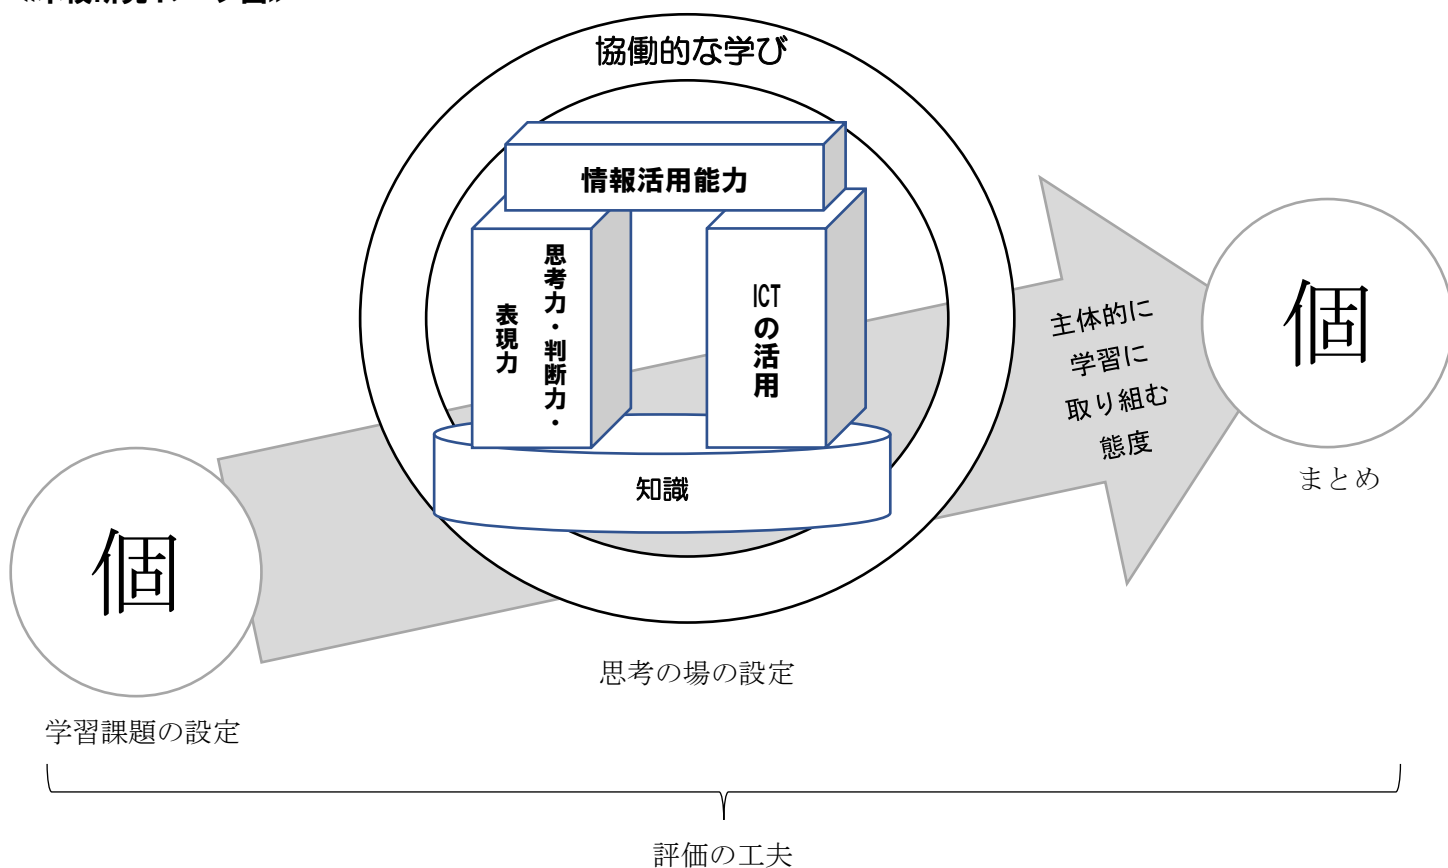 協働的な学び
情報活用能力
思考力・判断力・
表現力
ICTの活用
知識
主体的に
学習に
取り組む
態度
個
まとめ
個
学習課題の設定
思考の場の設定
評価の工夫